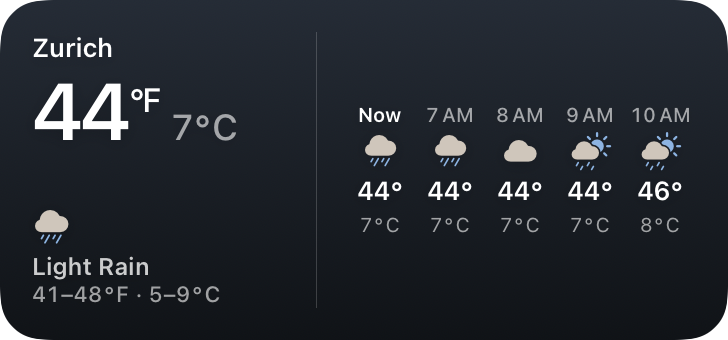 Zurich
44°F 7°C
Light Rain
41–48°F · 5–9°C
Now 7 AM 8 AM 9 AM 10 AM
44° 44° 44° 44° 46°
7°C 7°C 7°C 7°C 8°C